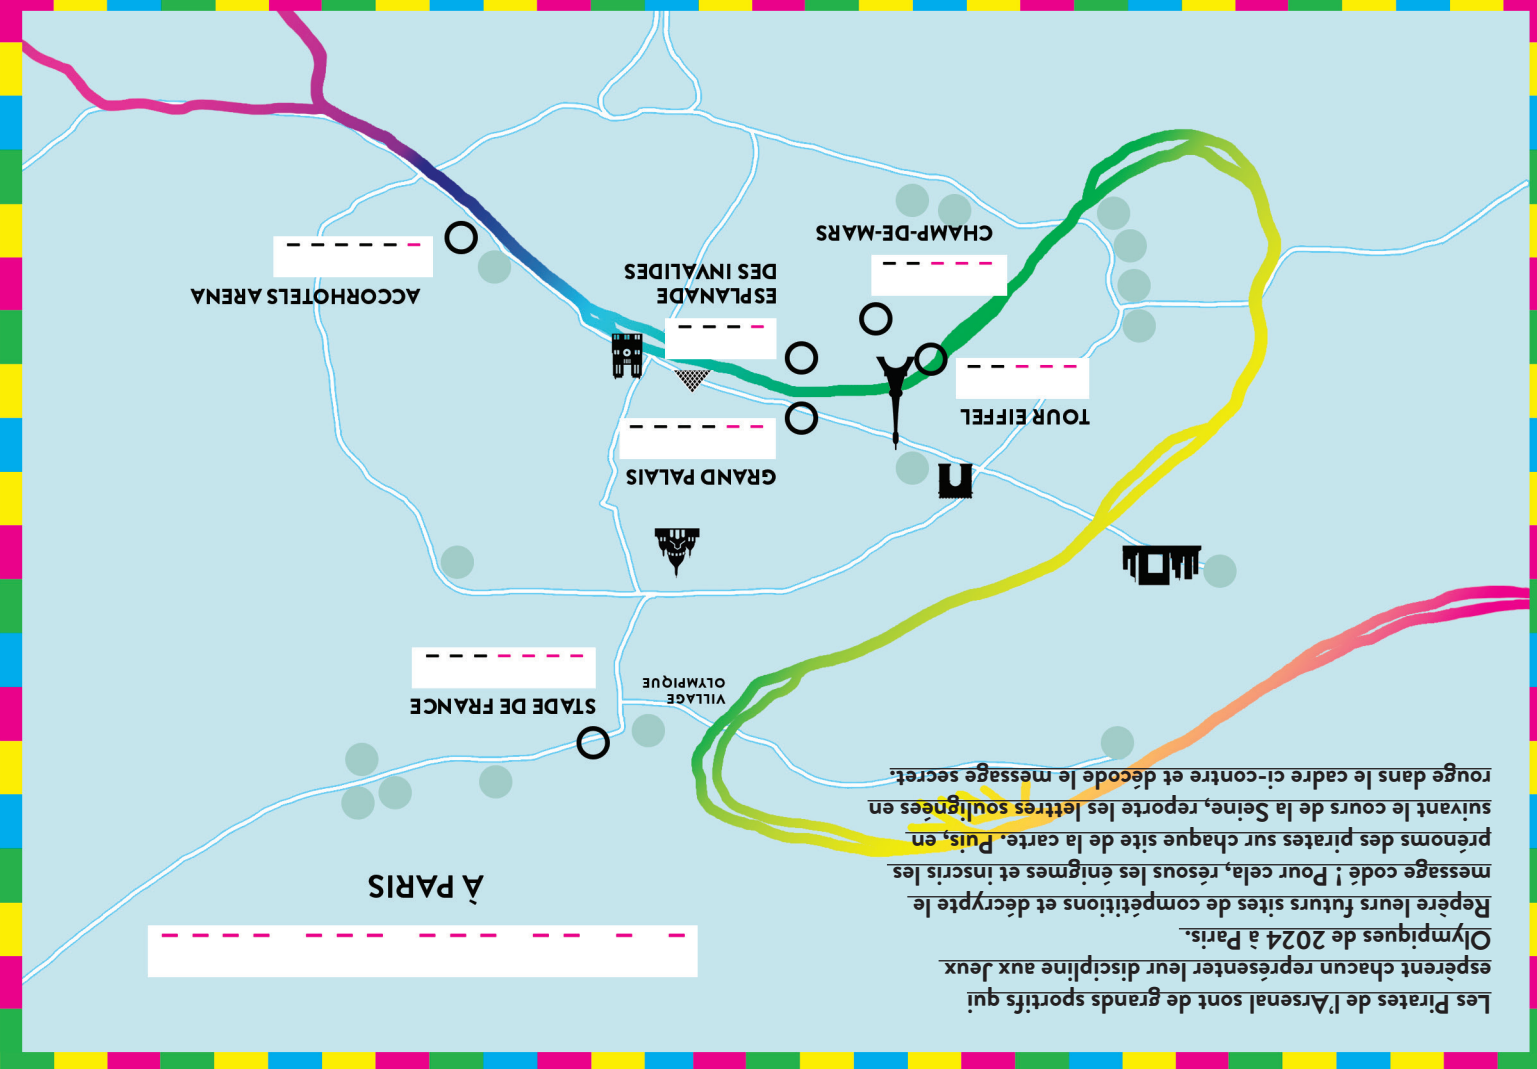 Les Pirates de l'Arsenal sont de grands sportifs qui
espèrent chacun représenter leur discipline aux Jeux
Olympiques de 2024 à Paris.
Repère leurs futurs sites de compétitions et décrypte le
message codé ! Pour cela, résous les énigmes et inscris les
prénoms des pirates sur chaque site de la carte. Puis, en
suivant le cours de la Seine, reporte les lettres soulignées en
rouge dans le cadre ci-contre et décode le message secret.
À PARIS
STADE DE FRANCE
VILLAGE
OLYMPIQUE
GRAND PALAIS
TOUR EIFFEL
ESPLANADE
DES INVALIDES
ACCORHOTELS ARENA
CHAMP-DE-MARS